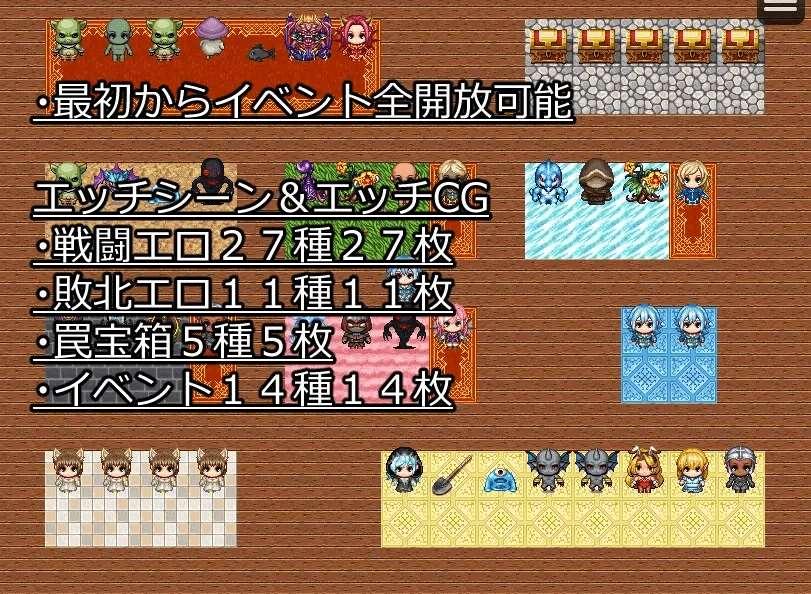 ・最初からイベント全開放可能
エッチシーン＆エッチCG
・戦闘エロ２７種２７枚
・敗北エロ１１種１１枚
・罠宝箱５種５枚
・イベント１４種１４枚